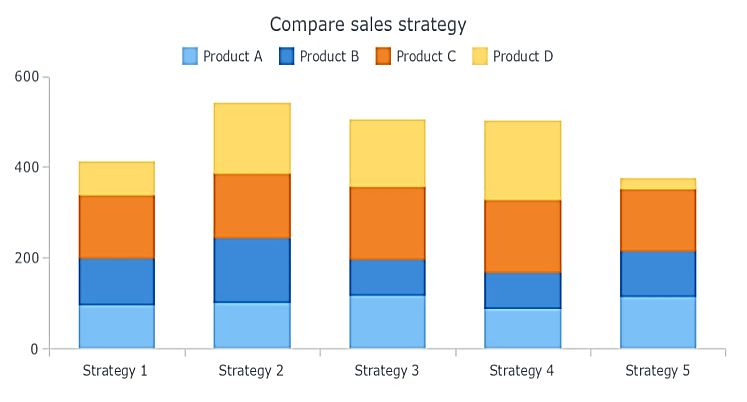 Compare sales strategy
Product A Product B Product C Product D
600
400
200
0
Strategy 1 Strategy 2 Strategy 3 Strategy 4 Strategy 5